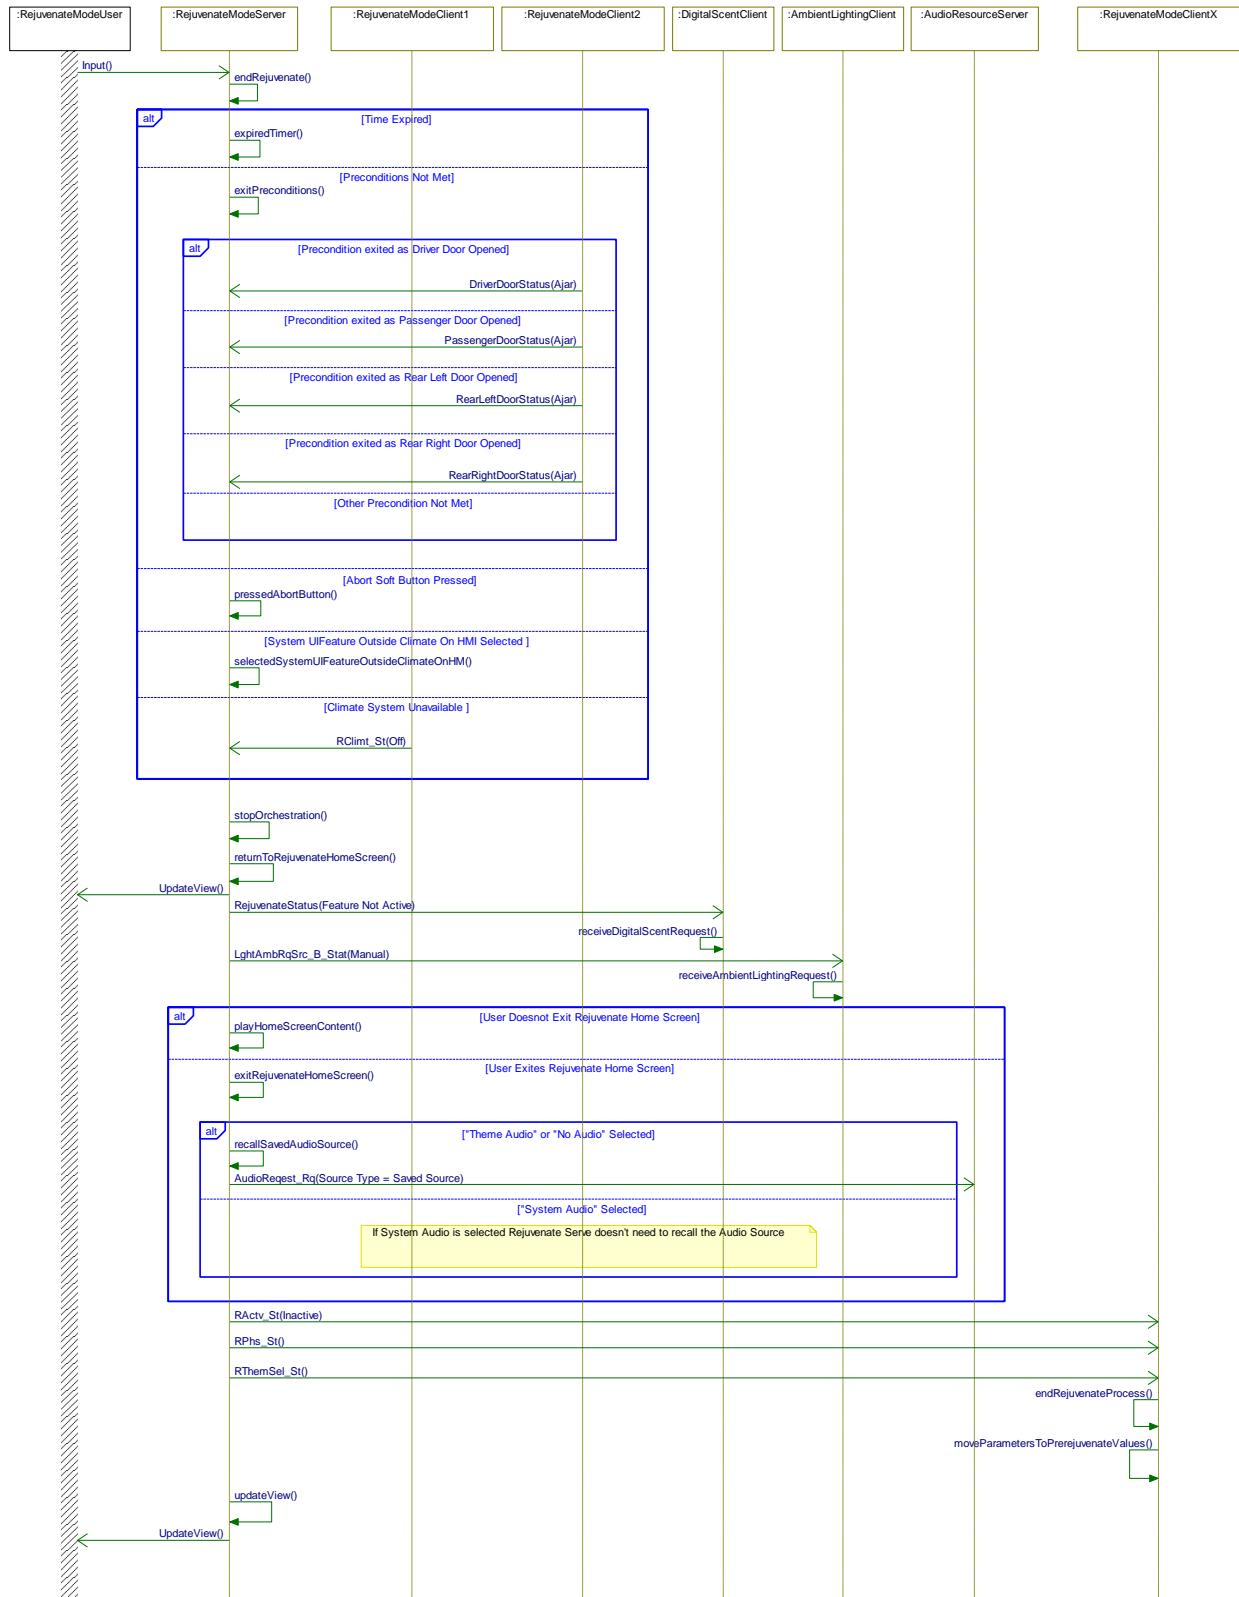 :RejuvenateModeUser
:RejuvenateModeServer
:RejuvenateModeClient1
:RejuvenateModeClient2
:DigitalScentClient
:AmbientLightingClient
:AudioResourceServer
:RejuvenateModeClientX
Input()
endRejuvenate()
alt
[Time Expired]
expiredTimer()
[Preconditions Not Met]
exitPreconditions()
alt
[Precondition exited as Driver Door Opened]
DriverDoorStatus(Ajar)
[Precondition exited as Passenger Door Opened]
PassengerDoorStatus(Ajar)
[Precondition exited as Rear Left Door Opened]
RearLeftDoorStatus(Ajar)
[Precondition exited as Rear Right Door Opened]
RearRightDoorStatus(Ajar)
[Other Precondition Not Met]
[Abort Soft Button Pressed]
pressedAbortButton()
[System UIFeature Outside Climate On HMI Selected ]
selectedSystemUIFeatureOutsideClimateOnHM()
[Climate System Unavailable ]
RClimt_St(Off)
stopOrchestration()
returnToRejuvenateHomeScreen()
UpdateView()
RejuvenateStatus(Feature Not Active)
receiveDigitalScentRequest()
LghtAmbRqSrc_B_Stat(Manual)
receiveAmbientLightingRequest()
alt
[User Doesnot Exit Rejuvenate Home Screen]
playHomeScreenContent()
[User Exites Rejuvenate Home Screen]
exitRejuvenateHomeScreen()
alt
["Theme Audio" or "No Audio" Selected]
recallSavedAudioSource()
AudioReqest_Rq(Source Type = Saved Source)
["System Audio" Selected]
If System Audio is selected Rejuvenate Serve doesn't need to recall the Audio Source
RActv_St(Inactive)
RPhs_St()
RThemSel_St()
endRejuvenateProcess()
moveParametersToPrerejuvenateValues()
updateView()
UpdateView()